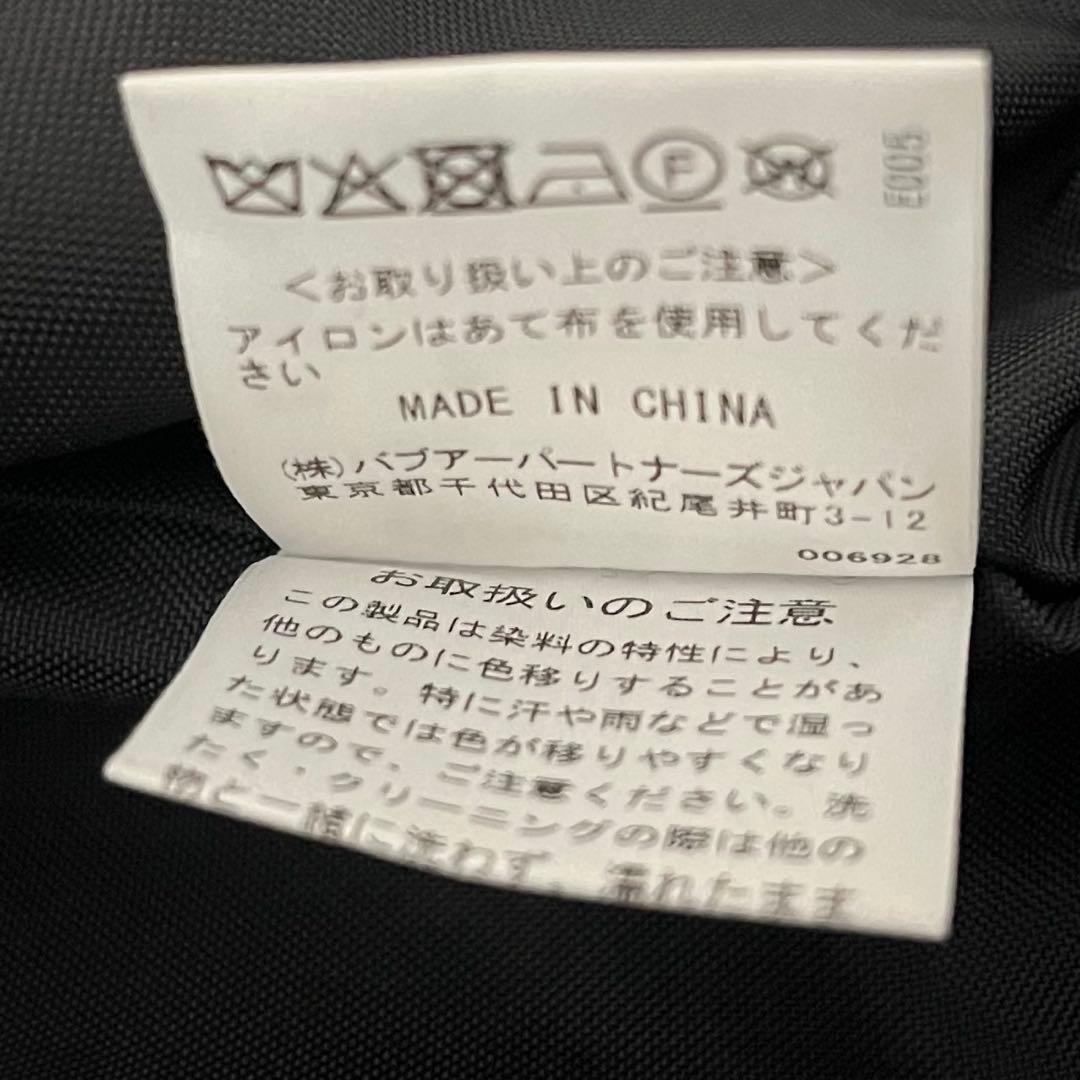 F
W
E005
<お取り扱い上のご注意>
アイロンはあて布を使用してくだ
さい
MADE IN CHINA
(株)バブアーパートナーズジャパン
東京都千代田区紀尾井町3-12
006928
お取扱いのご注意
この製品は染料の特性により、
他のものに色移りすることがあ
ります。特に汗や雨などで湿っ
た状態では色が移りやすくなり
ますので、ご注意ください。洗
たく・クリーニングの際は他の
物と一緒に洗わず、濡れたまま